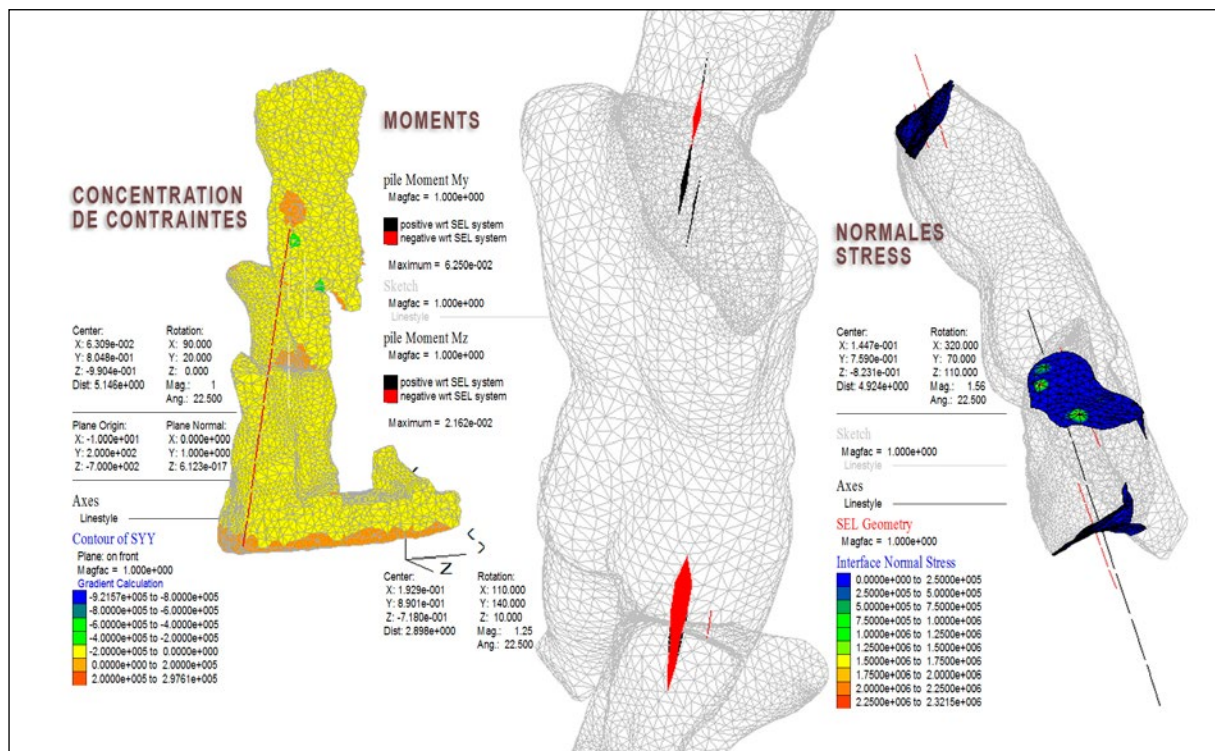 CONCENTRATION
DE CONTRAINTES
Center: Rotation:
X: 6.309e-002 X: 90.000
Y: 8.048e-001 Y: 20.000
Z: -9.904e-001 Z: 0.000
Dist: 5.146e+000 Mag.: 1
Ang.: 22.500
Plane Origin: Plane Normal:
X: -1.000e+001 X: 0.000e+000
Y: 2.000e+002 Y: 1.000e+000
Z: -7.000e+002 Z: 6.123e-017
Axes
Linestyle
Contour of SYY
Plane: on front
Magfac = 1.000e+000
Gradient Calculation
-9.2157e+005 to -8.0000e+005
-8.0000e+005 to -6.0000e+005
-6.0000e+005 to -4.0000e+005
-4.0000e+005 to -2.0000e+005
-2.0000e+005 to 0.0000e+000
0.0000e+000 to 2.0000e+005
2.0000e+005 to 2.9761e+005
Z
MOMENTS
pile Moment My
Magfac = 1.000e+000
positive wrt SEL system
negative wrt SEL system
Maximum = 6.250e-002
Sketch
Magfac = 1.000e+000
Linestyle
pile Moment Mz
Magfac = 1.000e+000
positive wrt SEL system
negative wrt SEL system
Maximum = 2.162e-002
Center: Rotation:
X: 1.929e-001 X: 110.000
Y: 8.901e-001 Y: 140.000
Z: -7.180e-001 Z: 10.000
Dist: 2.898e+000 Mag.: 1.25
Ang.: 22.500
NORMALES
STRESS
Center: Rotation:
X: 1.447e-001 X: 320.000
Y: 7.590e-001 Y: 70.000
Z: -8.231e-001 Z: 110.000
Dist: 4.924e+000 Mag.: 1.56
Ang.: 22.500
Sketch
Magfac = 1.000e+000
Linestyle
Axes
Linestyle
SEL Geometry
Magfac = 1.000e+000
Interface Normal Stress
0.0000e+000 to 2.5000e+005
2.5000e+005 to 5.0000e+005
5.0000e+005 to 7.5000e+005
7.5000e+005 to 1.0000e+006
1.0000e+006 to 1.2500e+006
1.2500e+006 to 1.5000e+006
1.5000e+006 to 1.7500e+006
1.7500e+006 to 2.0000e+006
2.0000e+006 to 2.2500e+006
2.2500e+006 to 2.3215e+006